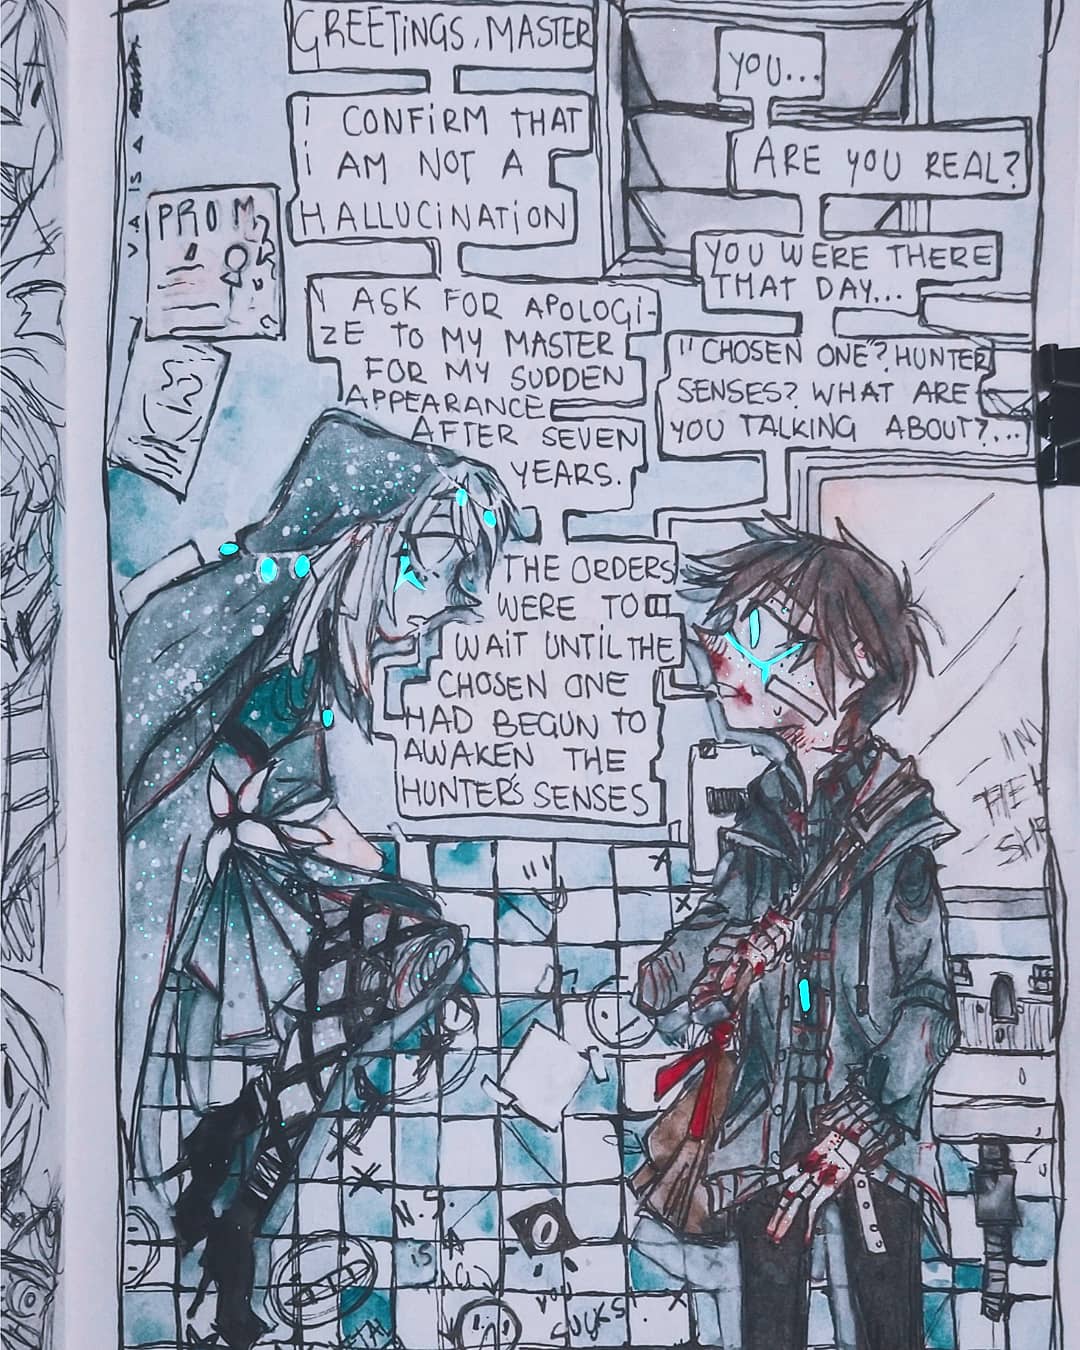 GREETINGS, MASTER
I CONFIRM THAT
I AM NOT A
HALLUCINATION
I ASK FOR APOLOGI-
ZE TO MY MASTER
FOR MY SUDDEN
APPEARANCE
AFTER SEVEN
YEARS.
YOU...
ARE YOU REAL?
YOU WERE THERE
THAT DAY...
"CHOSEN ONE"? HUNTER
SENSES? WHAT ARE
YOU TALKING ABOUT?....
THE ORDERS
WERE TO
WAIT UNTIL THE
CHOSEN ONE
HAD BEGUN TO
AWAKEN THE
HUNTER'S SENSES
V.A IS A
PROM
N.S.
IS
A
YOU
SUCKS!